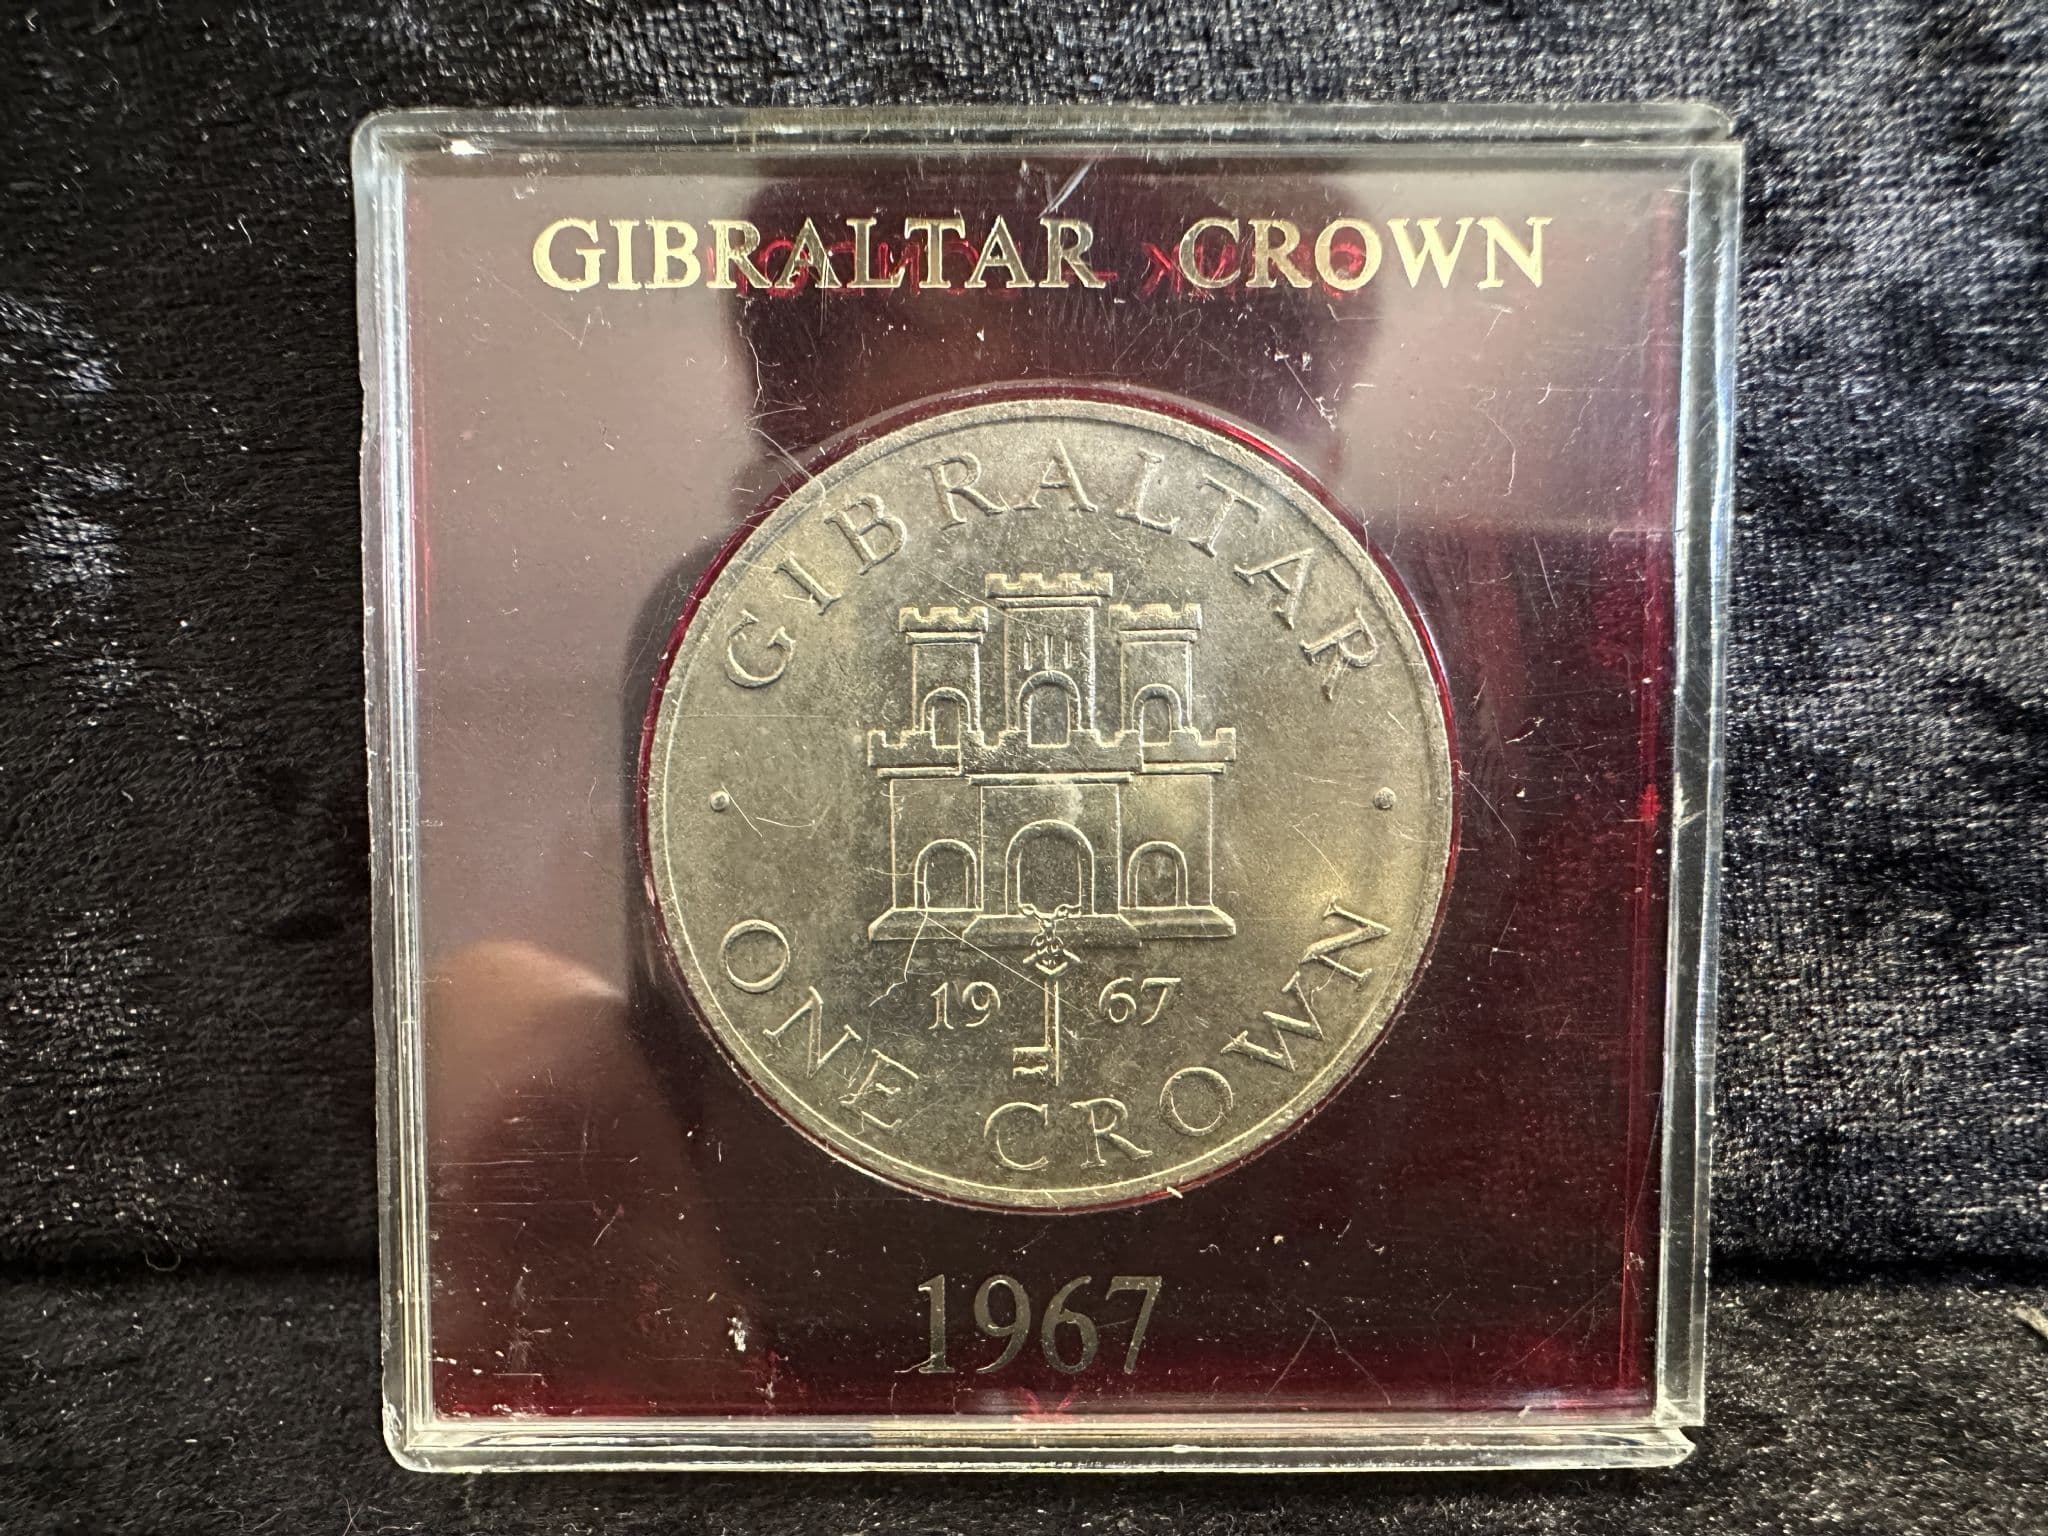 GIBRALTAR CROWN
GIBRALTAR
19 67
ONE CROWN
1967